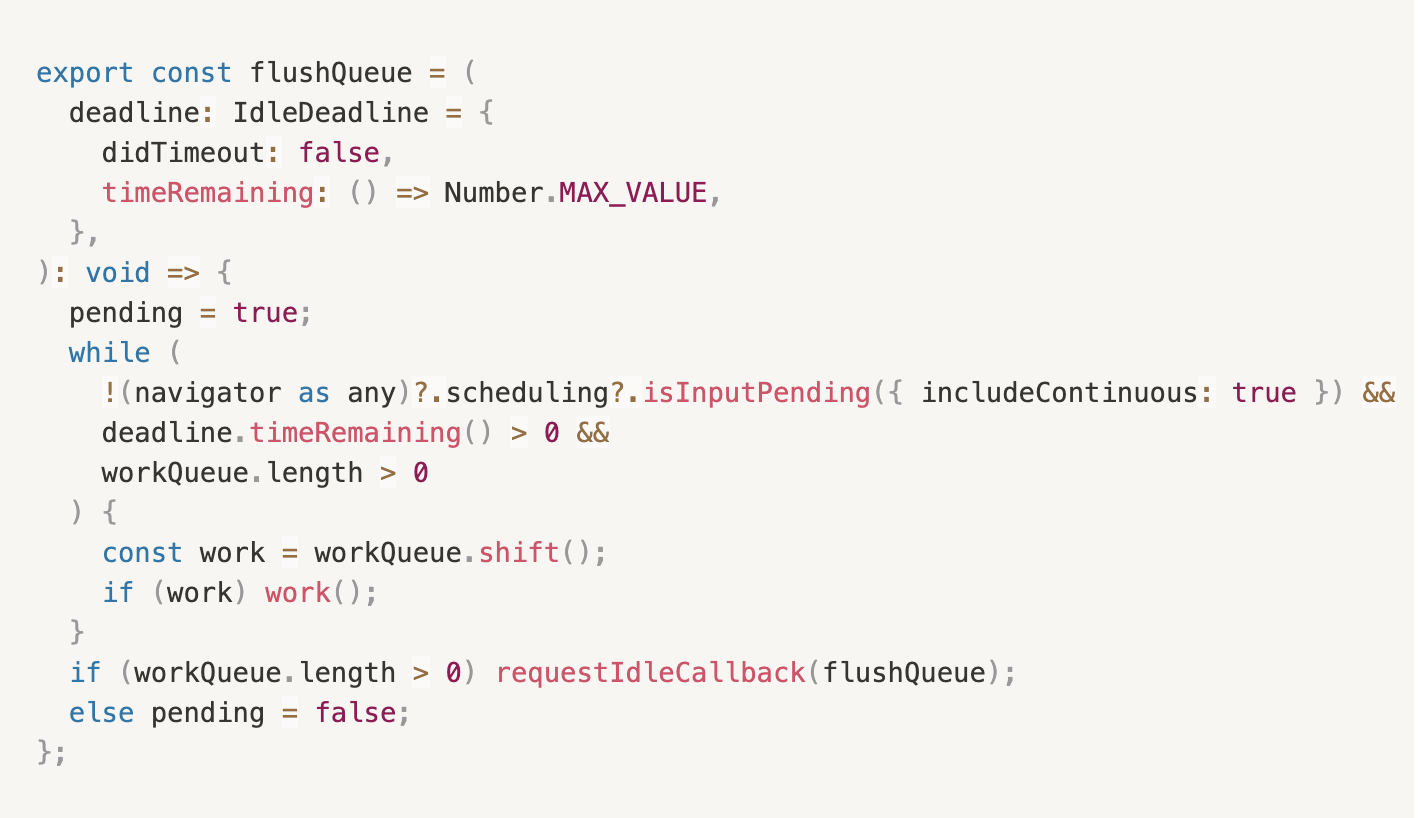 export const flushQueue = (
  deadline: IdleDeadline = {
    didTimeout: false,
    timeRemaining: () => Number.MAX_VALUE,
  },
): void => {
  pending = true;
  while (
    !(navigator as any)?.scheduling?.isInputPending({ includeContinuous: true }) &&
    deadline.timeRemaining() > 0 &&
    workQueue.length > 0
  ) {
    const work = workQueue.shift();
    if (work) work();
  }
  if (workQueue.length > 0) requestIdleCallback(flushQueue);
  else pending = false;
};